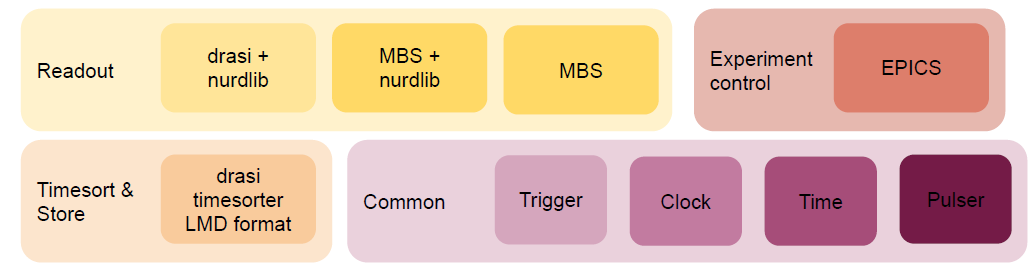 Readout
drasi +
nurdlib
MBS +
nurdlib
MBS
Experiment
control
EPICS
Timesort &
Store
drasi
timesorter
LMD format
Common
Trigger
Clock
Time
Pulser